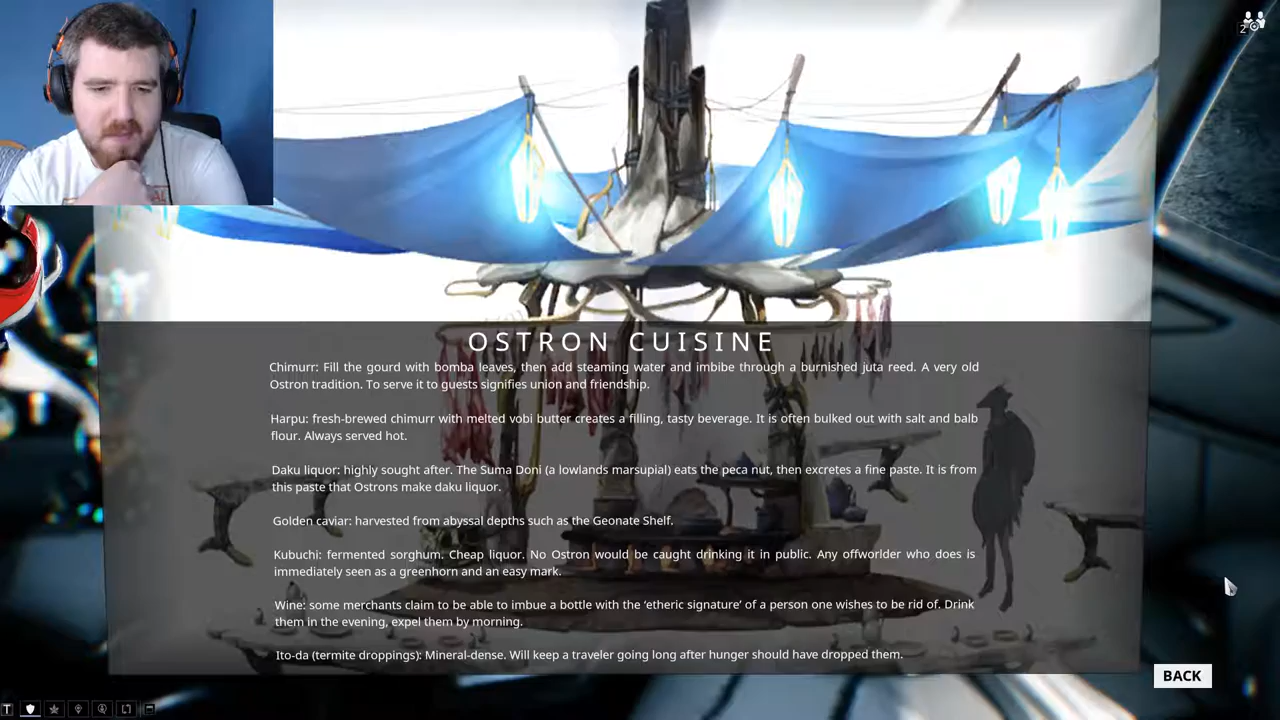 2
OSTRON CUISINE
Chimurr: Fill the gourd with bomba leaves, then add steaming water and imbibe through a burnished juta reed. A very old
Ostron tradition. To serve it to guests signifies union and friendship.
Harpu: fresh-brewed chimurr with melted vobi butter creates a filling, tasty beverage. It is often bulked out with salt and balb
flour. Always served hot.
Daku liquor: highly sought after. The Suma Doni (a lowlands marsupial) eats the peca nut, then excretes a fine paste. It is from
this paste that Ostrons make daku liquor.
Golden caviar: harvested from abyssal depths such as the Geonate Shelf.
Kubuchi: fermented sorghum. Cheap liquor. No Ostron would be caught drinking it in public. Any offworlder who does is
immediately seen as a greenhorn and an easy mark.
Wine: some merchants claim to be able to imbue a bottle with the ‘etheric signature’ of a person one wishes to be rid of. Drink
them in the evening, expel them by morning.
Ito-da (termite droppings): Mineral-dense. Will keep a traveler going long after hunger should have dropped them.
BACK
T